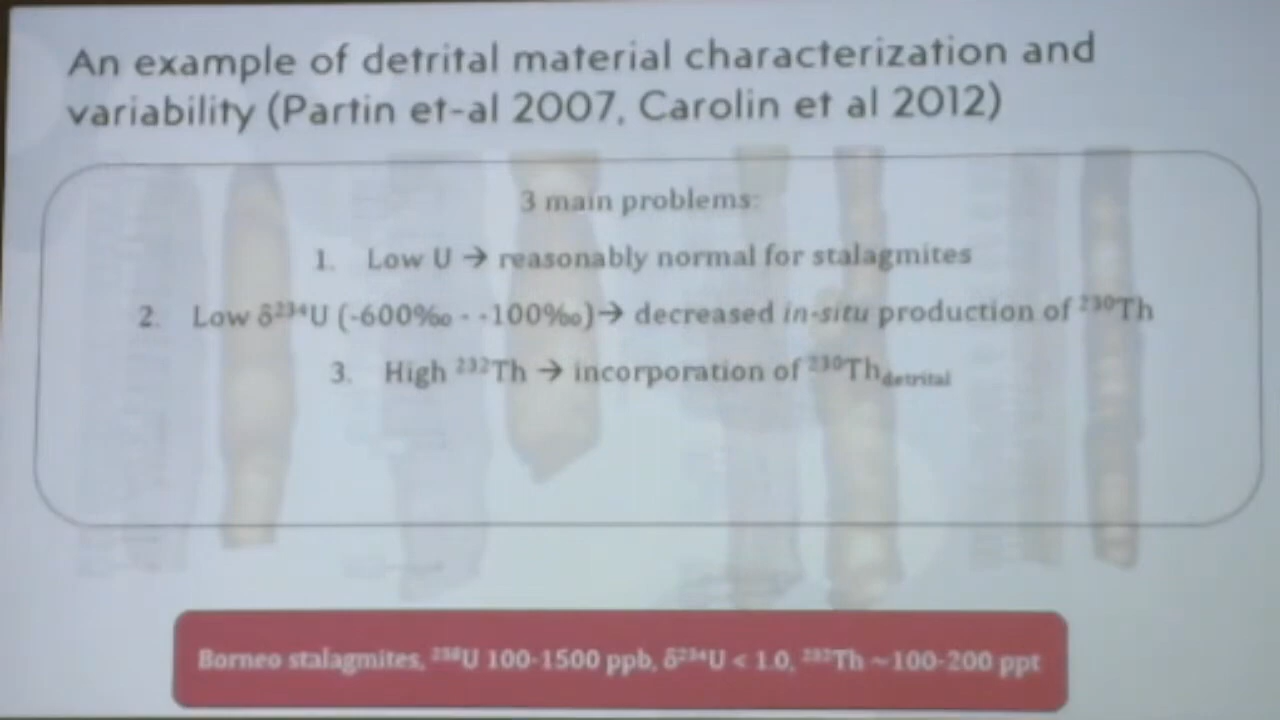 An example of detrital material characterization and
variability (Partin et-al 2007, Carolin et al 2012)
3 main problems:
1. Low U → reasonably normal for stalagmites
2. Low δ²³⁴U (-600‰ - -100‰)→ decreased in-situ production of ²³⁰Th
3. High ²³²Th → incorporation of ²³⁰Th detrital
Borneo stalagmites, ²³⁸U 100-1500 ppb, δ²³⁴U < 1.0, ²³²Th ~100-200 ppt